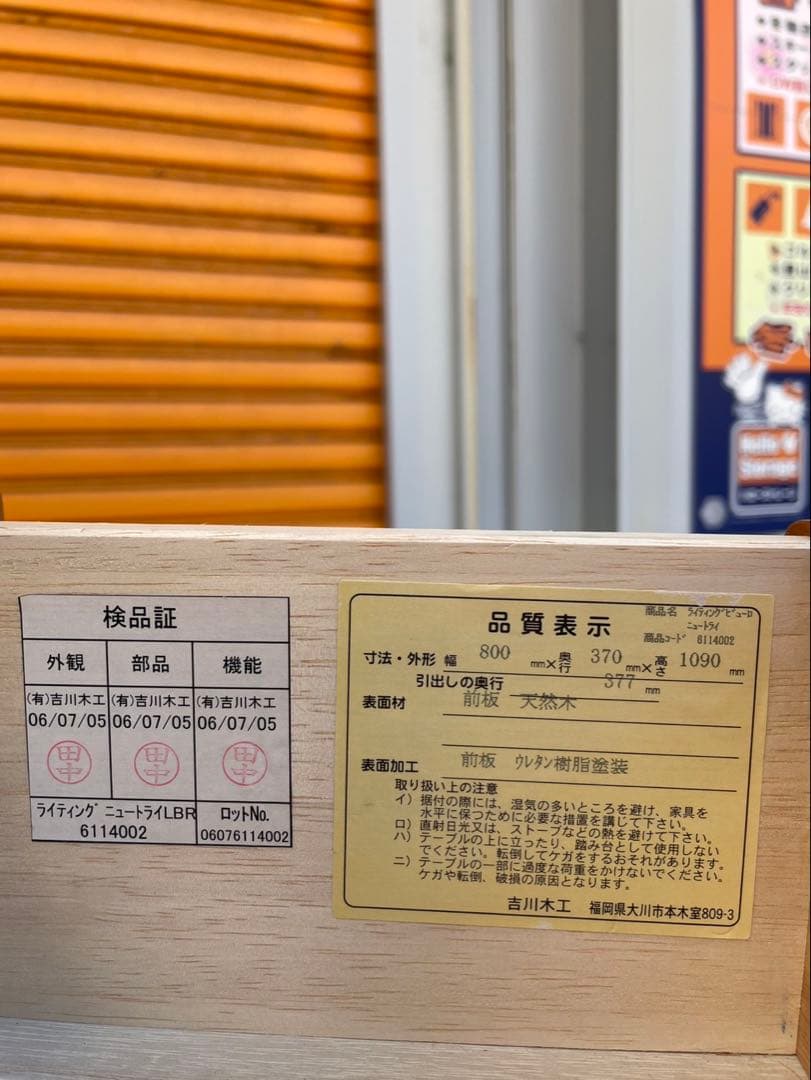 Hello
Storage
検品証
外観 部品 機能
(有)吉川木工 (有)吉川木工 (有)吉川木工
06/07/05 06/07/05 06/07/05
田中 田中 田中
ライティング ニュートライLBR
6114002
ロットNo.
06076114002
品質表示
商品名 ライティングビューロ
ニュートライ
商品コード 6114002
寸法・外形 幅 800 mm×奥行 370 mm×高さ 1090 mm
引出しの奥行 377 mm
表面材 前板 天然木
表面加工 前板 ウレタン樹脂塗装
取り扱い上の注意
イ) 据付の際には、湿気の多いところを避け、家具を
水平に保つために必要な措置を講じて下さい。
ロ) 直射日光又は、ストーブなどの熱を避けて下さい。
ハ) テーブルの上に立ったり、踏み台として使用しない
でください。転倒してケガをするおそれがあります。
ニ) テーブルの一部に過度な荷重をかけないでください。
ケガや転倒、破損の原因となります。
吉川木工 福岡県大川市本木室809-3